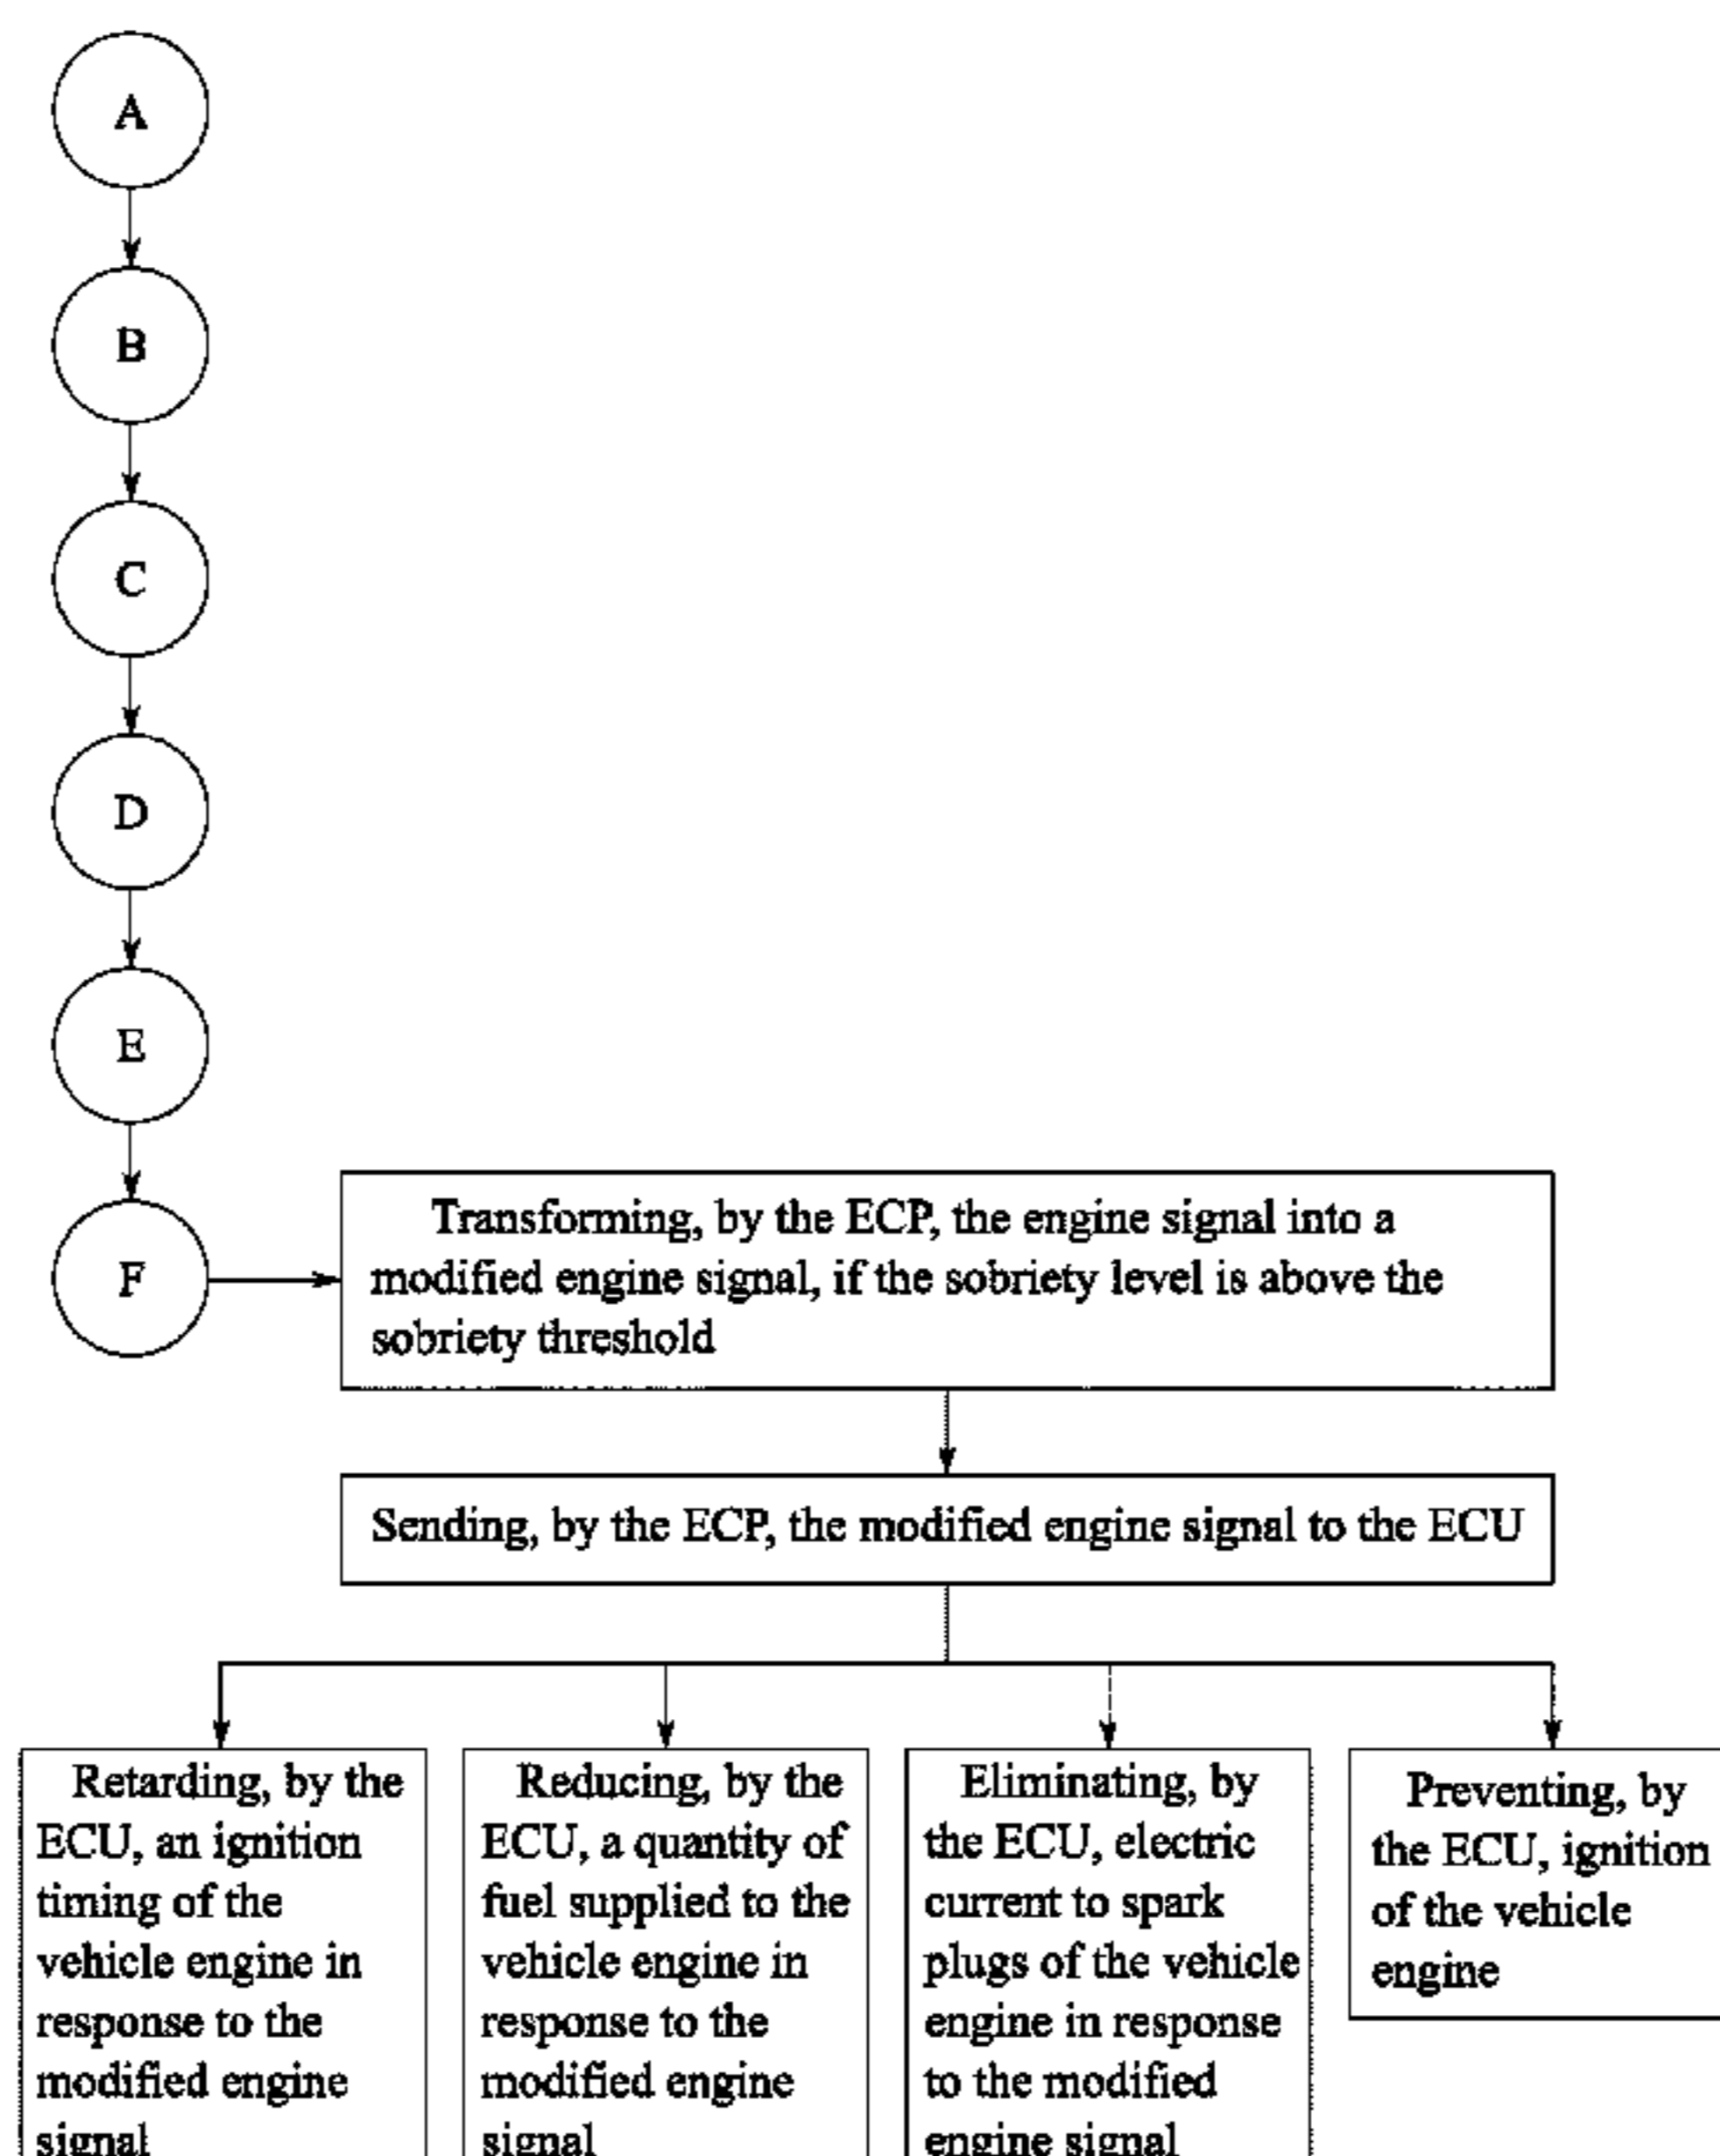 A
B
C
D
E
F
Transforming, by the ECP, the engine signal into a
modified engine signal, if the sobriety level is above the
sobriety threshold
Sending, by the ECP, the modified engine signal to the ECU
Retarding, by the
ECU, an ignition
timing of the
vehicle engine in
response to the
modified engine
signal
Reducing, by the
ECU, a quantity of
fuel supplied to the
vehicle engine in
response to the
modified engine
signal
Eliminating, by
the ECU, electric
current to spark
plugs of the vehicle
engine in response
to the modified
engine signal
Preventing, by
the ECU, ignition
of the vehicle
engine